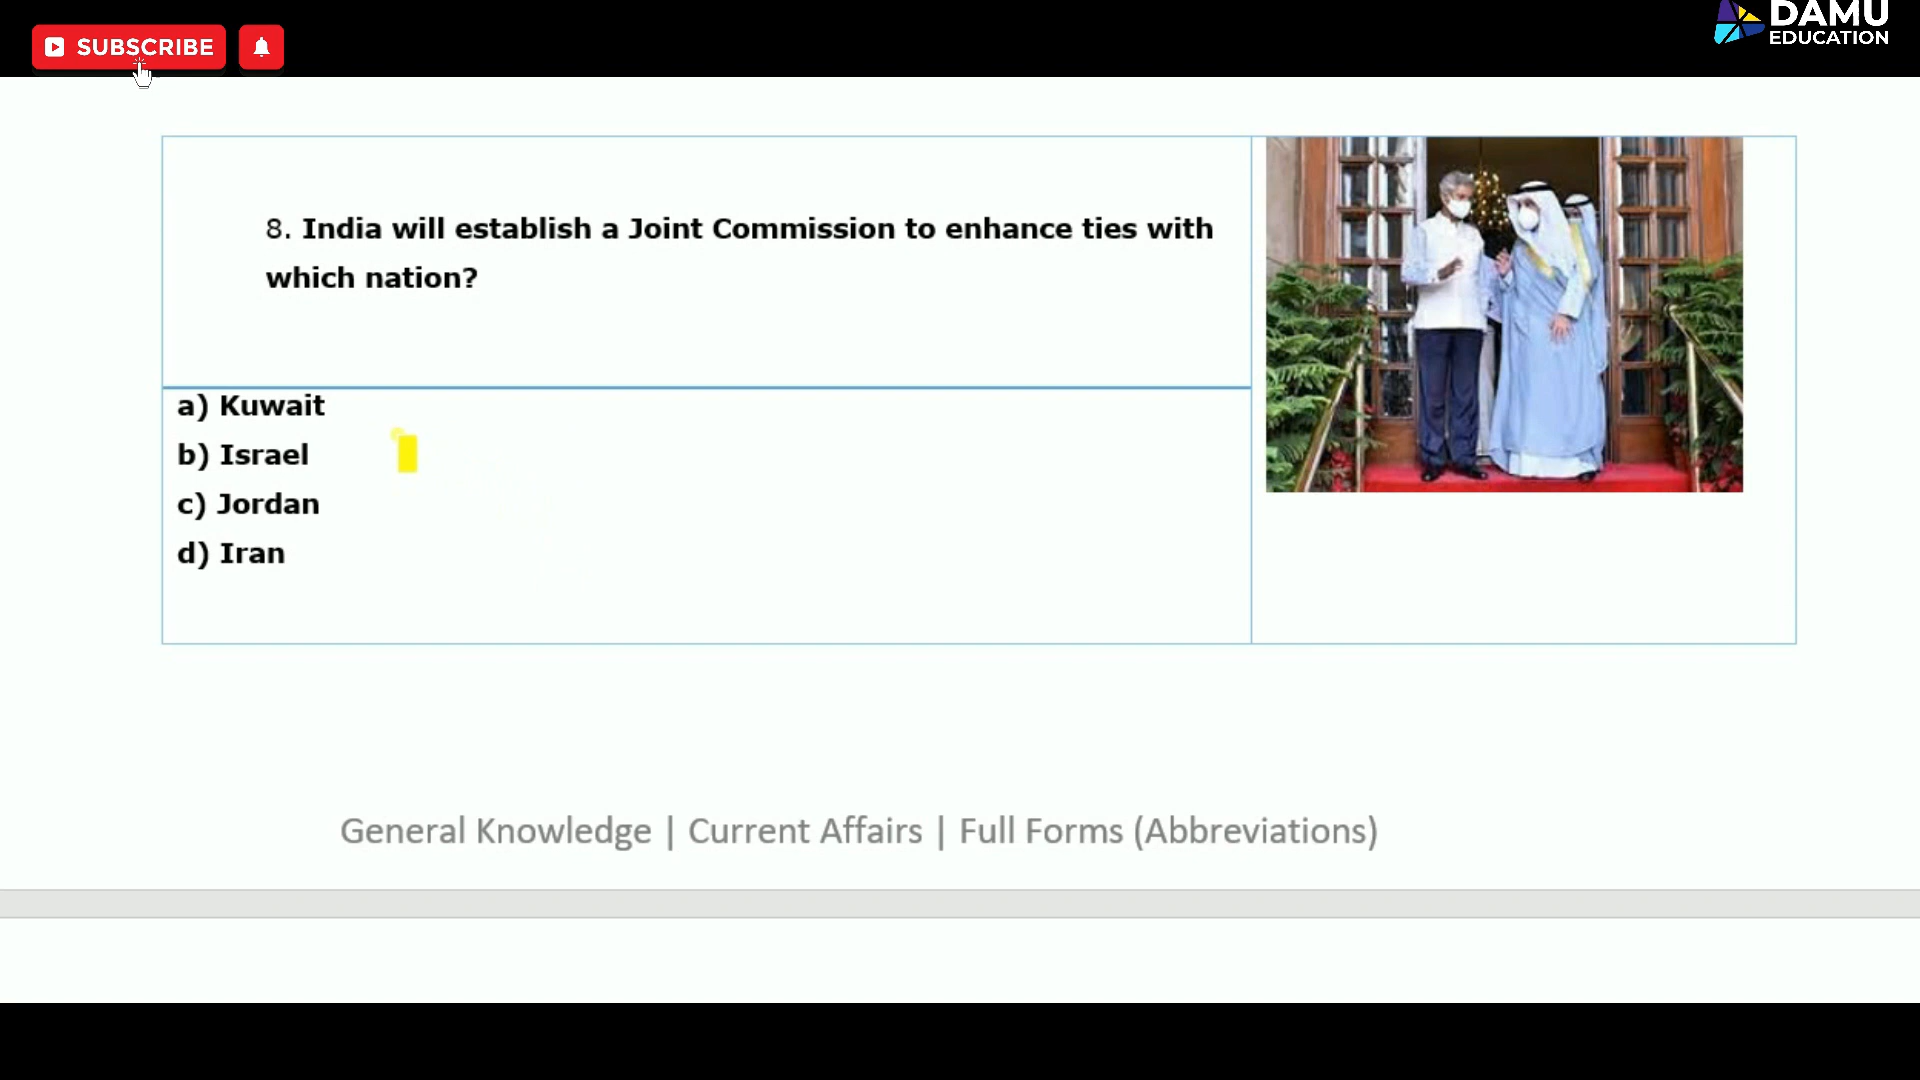 SUBSCRIBE
DAMU
EDUCATION
8. India will establish a Joint Commission to enhance ties with
which nation?
a) Kuwait
b) Israel
c) Jordan
d) Iran
General Knowledge | Current Affairs | Full Forms (Abbreviations)